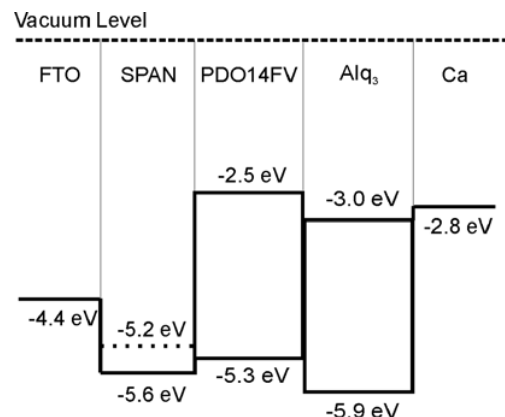 Vacuum Level
FTO SPAN PDO14FV Alq₃ Ca
-2.5 eV
-3.0 eV
-2.8 eV
-4.4 eV
-5.2 eV
-5.6 eV
-5.3 eV
-5.9 eV